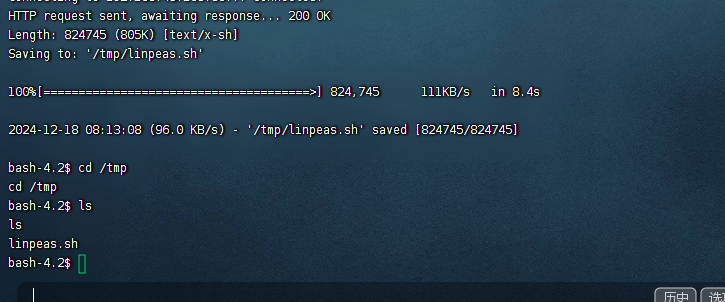 HTTP request sent, awaiting response... 200 OK
Length: 824745 (805K) [text/x-sh]
Saving to: '/tmp/linpeas.sh'
100%[======================================>] 824,745 111KB/s in 8.4s
2024-12-18 08:13:08 (96.0 KB/s) - '/tmp/linpeas.sh' saved [824745/824745]
bash-4.2$ cd /tmp
cd /tmp
bash-4.2$ ls
ls
linpeas.sh
bash-4.2$
历史